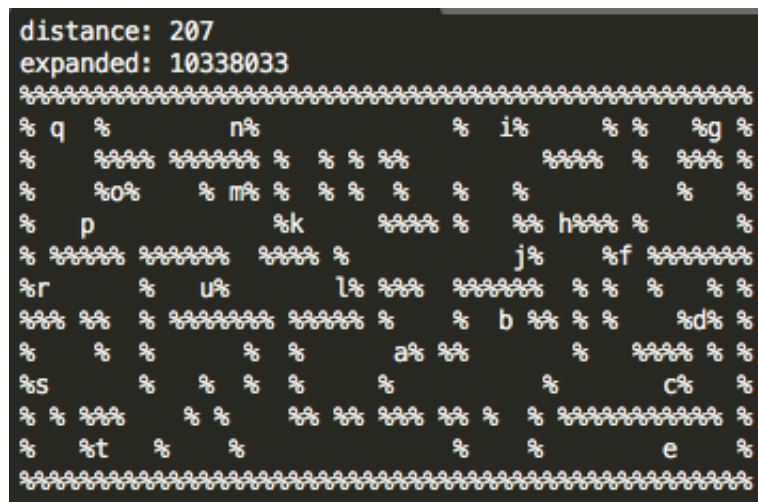 distance: 207
expanded: 10338033
%%%%%%%%%%%%%%%%%%%%%%%%%%%%%%%%%%%%%%%%%%%%%%%%%
% q  %        n%             %  i%     % %   %g %
%    %%%% %%%%%% %  % % %%         %%%%  %  %%% %
%    %o%    % m% %  % %  %   %   %          %   %
%   p            %k     %%%% %   %% h%%% %      %
% %%%%% %%%%%%  %%%% %           j%    %f %%%%%%%
%r      %   u%       l% %%%  %%%%%%  % %  %   % %
%%% %%  % %%%%%%% %%%%% %    %  b %% % %    %d% %
%    %  %      %  %      a% %%       %   %%%% % %
%s      %   %  %  %     %          %       c%   %
% % %%%    % %    %% %% %%% %% %  % %%%%%%%%%%% %
%   %t   %    %              %    %        e    %
%%%%%%%%%%%%%%%%%%%%%%%%%%%%%%%%%%%%%%%%%%%%%%%%%